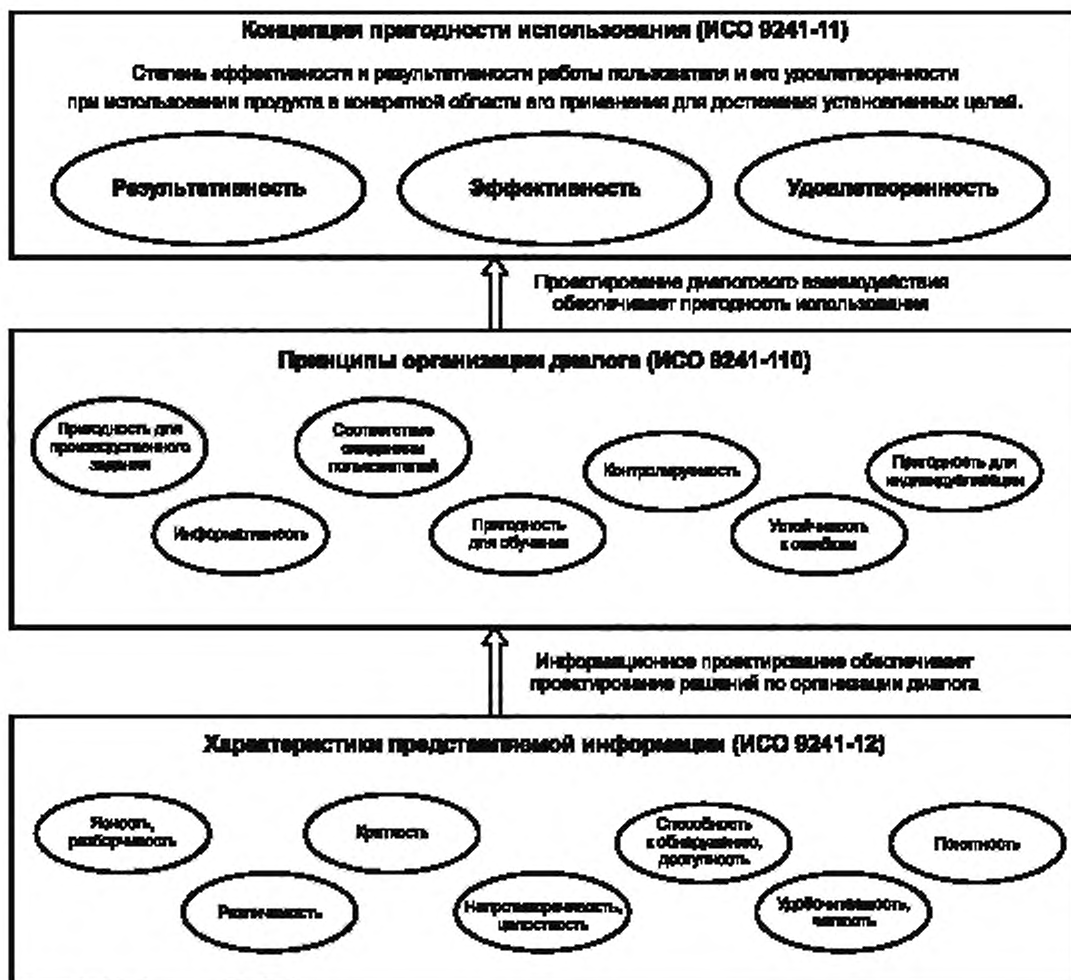 Концепция пригодности использования (ИСО 9241-11)
Степень эффективности и результативности работы пользователя и его удовлетворенности
при использовании продукта в конкретной области его применения для достижения установленных целей.
Результативность
Эффективность
Удовлетворенность
Проектирование диалогового взаимодействия
обеспечивает пригодность использования
Принципы организации диалога (ИСО 9241-110)
Пригодность для
производственного
задания
Соответствие
ожиданиям
пользователей
Контролируемость
Пригодность для
индивидуализации
Информативность
Пригодность
для обучения
Устойчивость
к ошибкам
Информационное проектирование обеспечивает
проектирование решений по организации диалога
Характеристики представляемой информации (ИСО 9241-12)
Ясность,
разборчивость
Краткость
Способность
к обнаружению,
доступность
Понятность
Различимость
Непротиворечивость,
целостность
Удобочитаемость,
четкость